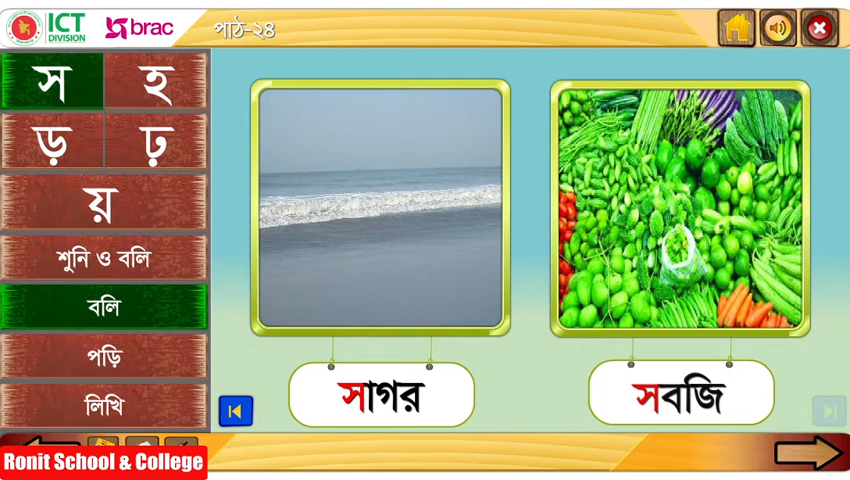 ICT
DIVISION
brac
পাঠ-২৪
স
হ
ড়
ঢ়
য়
শুনি ও বলি
বলি
পড়ি
লিখি
সাগর
সবজি
Ronit School & College